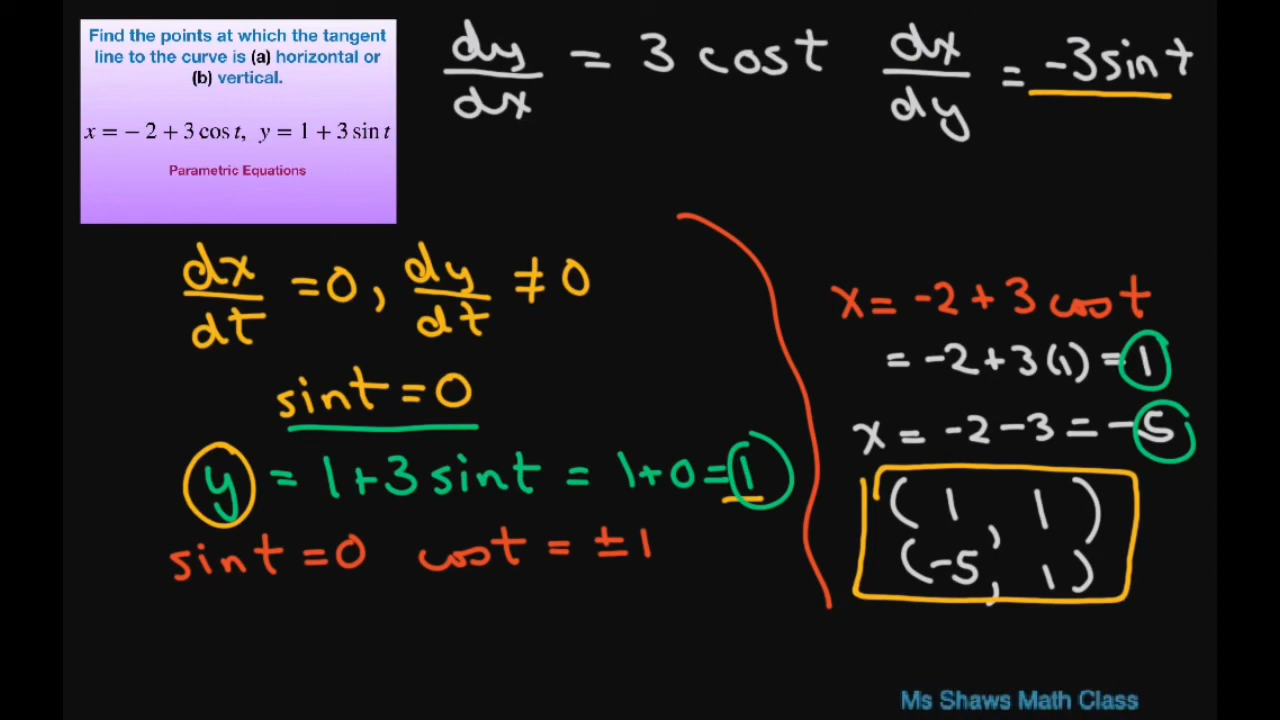 Find the points at which the tangent
line to the curve is (a) horizontal or
(b) vertical.
x = − 2 + 3 cos t, y = 1 + 3 sin t
Parametric Equations
dy/dx = 3 cost dx/dy = -3sin t
dx/dt = 0, dy/dt ≠ 0
sint = 0
y = 1+3 sint = 1+0 = 1
sint = 0 cost = ±1
x = -2 + 3 cost
= -2+3(1) = 1
x = -2 -3 = -5
(1, 1)
(-5, 1)
Ms Shaws Math Class